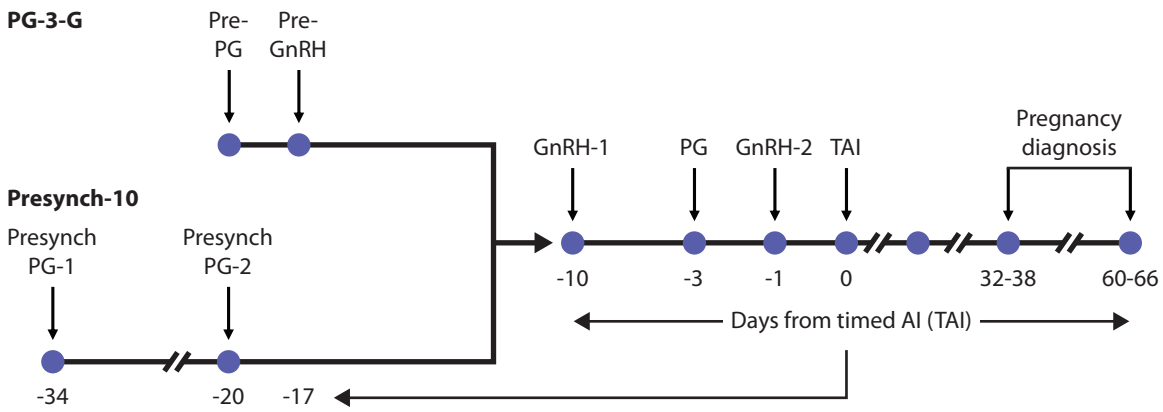 PG-3-G
Pre-
PG
Pre-
GnRH
GnRH-1
PG
GnRH-2
TAI
Pregnancy
diagnosis
Presynch-10
Presynch
PG-1
Presynch
PG-2
-10
-3
-1
0
32-38
60-66
Days from timed AI (TAI)
-34
-20
-17